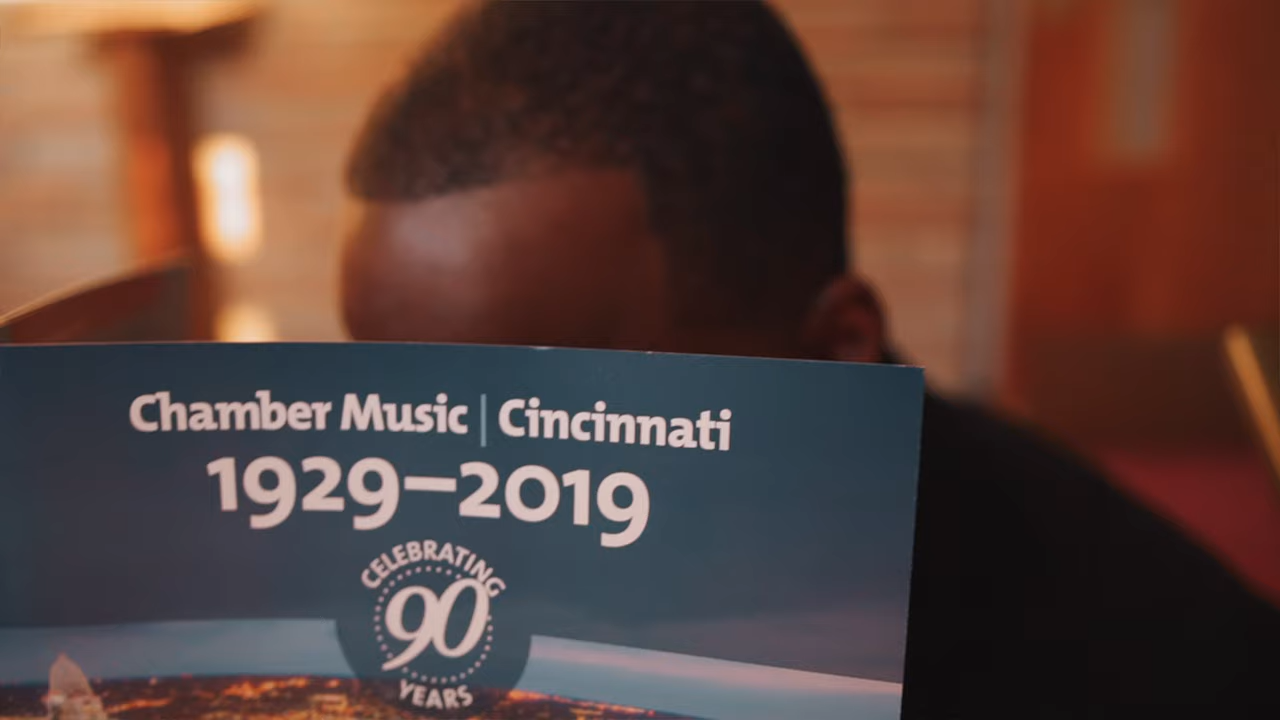 Chamber Music | Cincinnati
1929–2019
CELEBRATING
90
YEARS